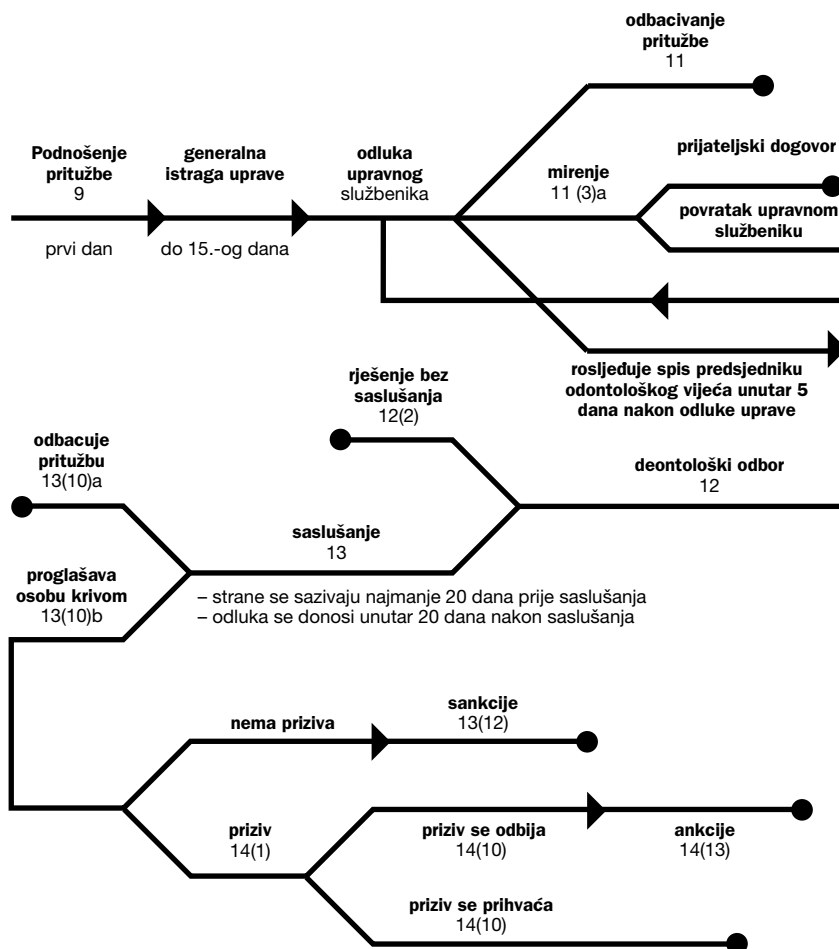 odbacivanje
pritužbe
11
Podnošenje
pritužbe
9
prvi dan
generalna
istraga uprave
do 15.-og dana
odluka
upravnog
službenika
mirenje
11 (3)a
prijateljski dogovor
povratak upravnom
službeniku
rosljeđuje spis predsjedniku
odontološkog vijeća unutar 5
dana nakon odluke uprave
rješenje bez
saslušanja
12(2)
deontološki odbor
12
odbacuje
pritužbu
13(10)a
saslušanje
13
– strane se sazivaju najmanje 20 dana prije saslušanja
– odluka se donosi unutar 20 dana nakon saslušanja
proglašava
osobu krivom
13(10)b
nema priziva
sankcije
13(12)
priziv
14(1)
priziv se odbija
14(10)
ankcije
14(13)
priziv se prihvaća
14(10)